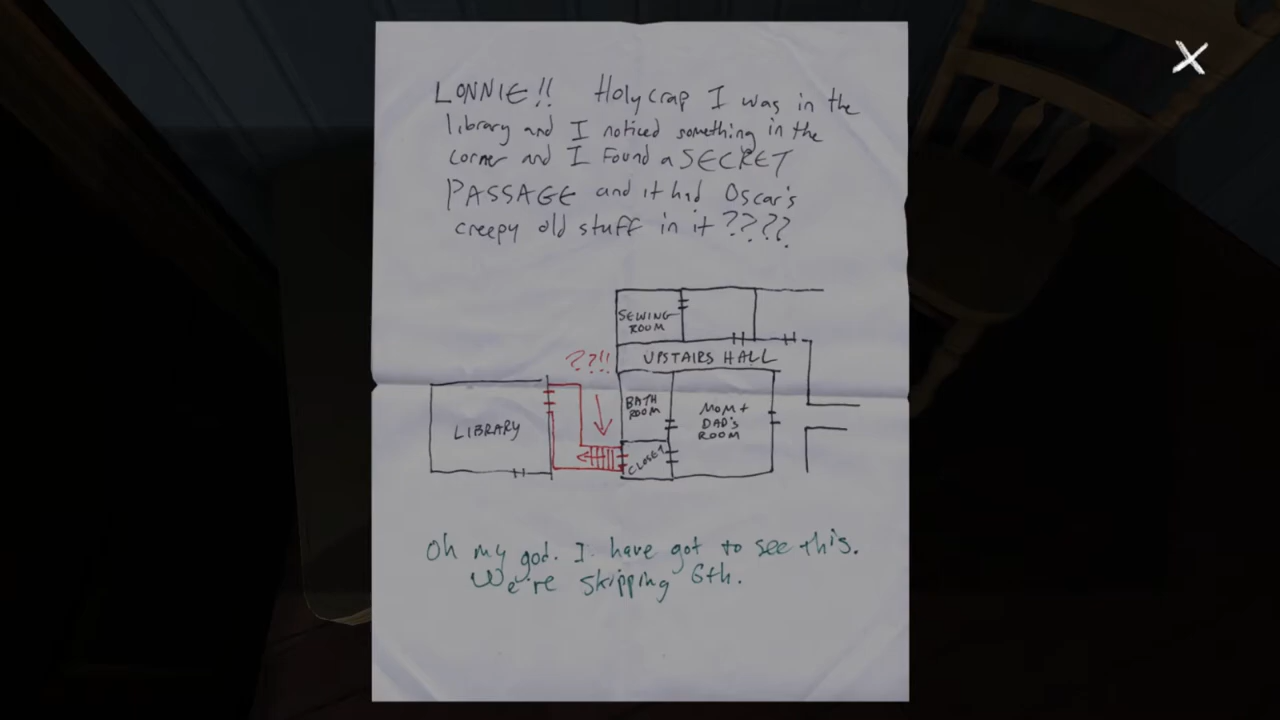 LONNIE!! Holy crap I was in the
library and I noticed something in the
corner and I found a SECRET
PASSAGE and it had Oscar's
creepy old stuff in it ????
SEWING
ROOM
UPSTAIRS HALL
??!!
BATH
ROOM
MOM +
DAD'S
ROOM
LIBRARY
CLOSET
Oh my god. I have got to see this.
We're skipping 6th.